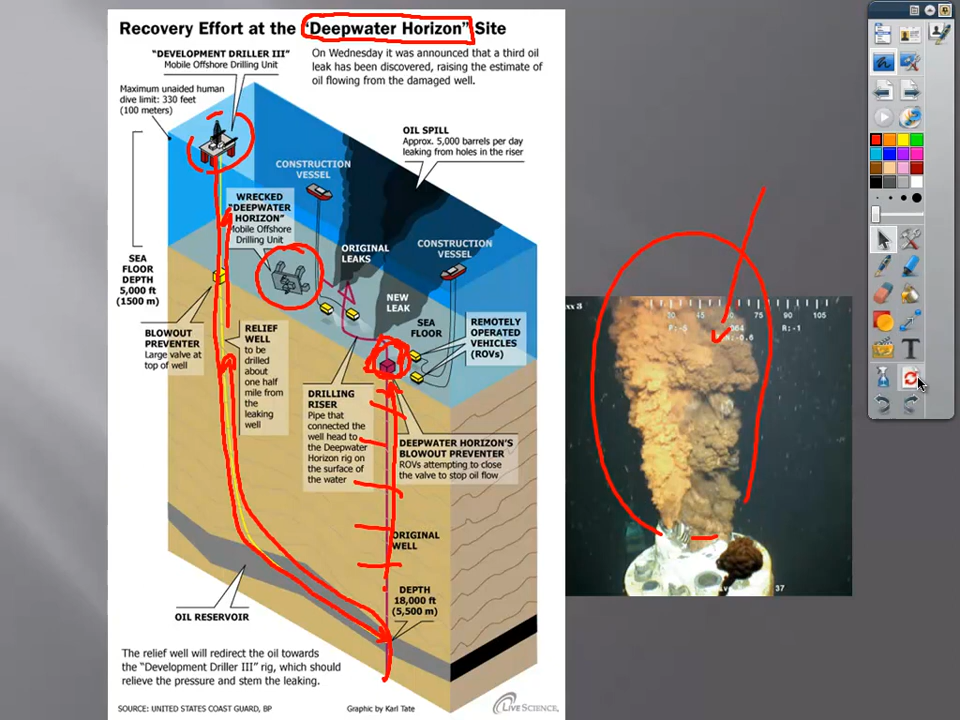 Recovery Effort at the "Deepwater Horizon" Site
"DEVELOPMENT DRILLER III"
Mobile Offshore Drilling Unit
On Wednesday it was announced that a third oil
leak has been discovered, raising the estimate of
oil flowing from the damaged well.
Maximum unaided human
dive limit: 330 feet
(100 meters)
OIL SPILL
Approx. 5,000 barrels per day
leaking from holes in the riser
CONSTRUCTION
VESSEL
WRECKED
"DEEPWATER
HORIZON"
Mobile Offshore
Drilling Unit
ORIGINAL
LEAKS
CONSTRUCTION
VESSEL
SEA
FLOOR
DEPTH
5,000 ft
(1500 m)
NEW
LEAK
SEA
FLOOR
REMOTELY
OPERATED
VEHICLES
(ROVs)
BLOWOUT
PREVENTER
Large valve at
top of well
RELIEF
WELL
to be
drilled
about
one half
mile from
the
leaking
well
DRILLING
RISER
Pipe that
connected the
well head to
the Deepwater
Horizon rig on
the surface of
the water
DEEPWATER HORIZON'S
BLOWOUT PREVENTER
ROVs attempting to close
the valve to stop oil flow
ORIGINAL
WELL
DEPTH
18,000 ft
(5,500 m)
OIL RESERVOIR
The relief well will redirect the oil towards
the "Development Driller III" rig, which should
relieve the pressure and stem the leaking.
SOURCE: UNITED STATES COAST GUARD, BP
Graphic by Karl Tate
LIVESCIENCE
30
45
75
90
105
R:-1
37
T